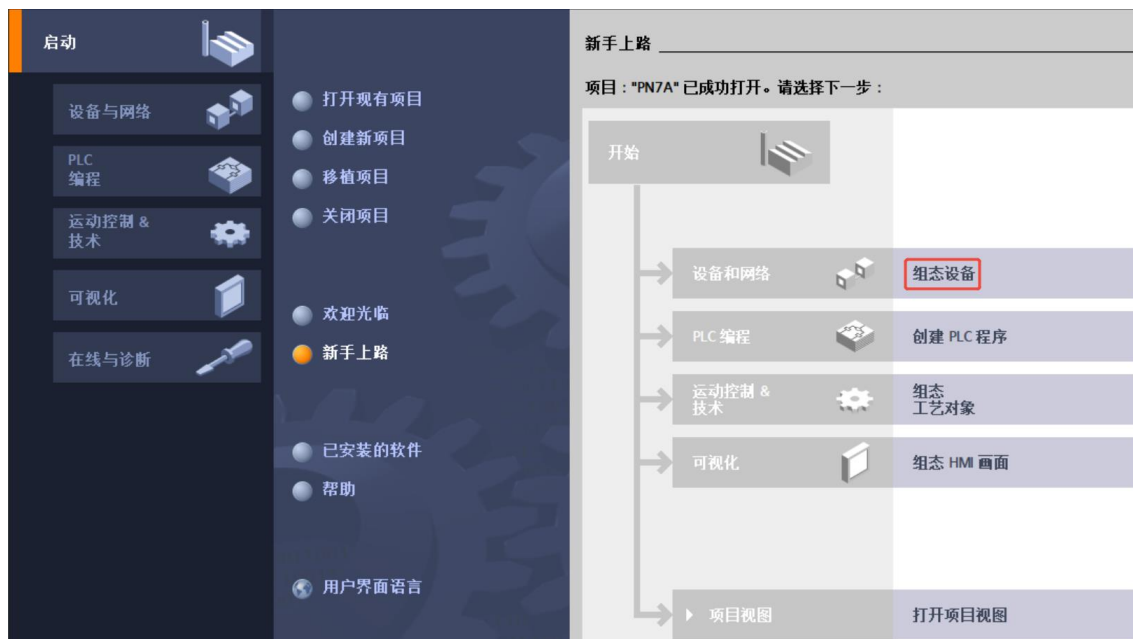 启动
设备与网络
PLC
编程
运动控制 &
技术
可视化
在线与诊断
打开现有项目
创建新项目
移植项目
关闭项目
欢迎光临
新手上路
已安装的软件
帮助
用户界面语言
新手上路
项目："PN7A" 已成功打开。请选择下一步：
开始
设备和网络
组态设备
PLC 编程
创建 PLC 程序
运动控制 &
技术
组态
工艺对象
可视化
组态 HMI 画面
项目视图
打开项目视图